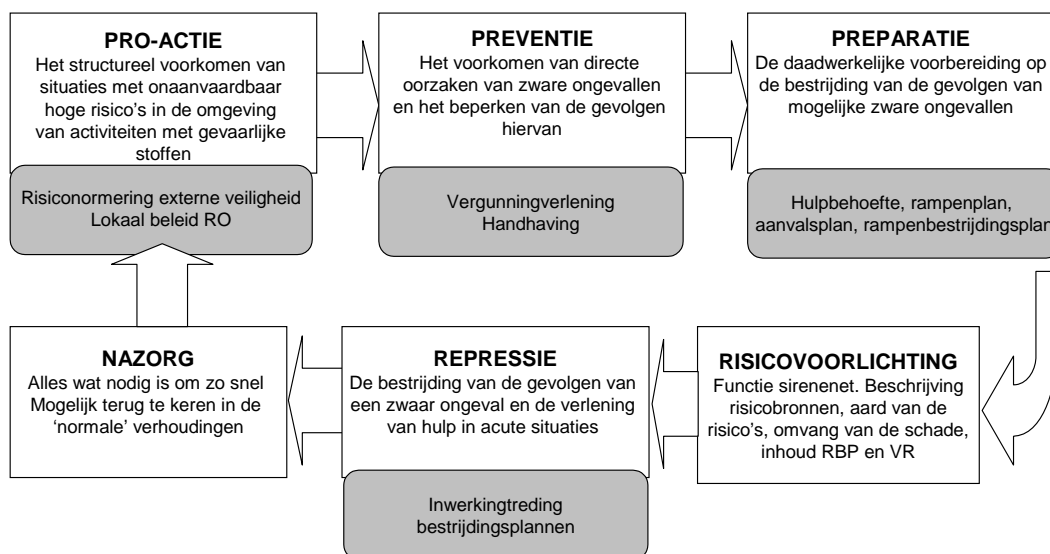 PRO-ACTIE
Het structureel voorkomen van
situaties met onaanvaardbaar
hoge risico's in de omgeving
van activiteiten met gevaarlijke
stoffen
Risiconormering externe veiligheid
Lokaal beleid RO
PREVENTIE
Het voorkomen van directe
oorzaken van zware ongevallen
en het beperken van de gevolgen
hiervan
Vergunningverlening
Handhaving
PREPARATIE
De daadwerkelijke voorbereiding op
de bestrijding van de gevolgen van
mogelijke zware ongevallen
Hulpbehoefte, rampenplan,
aanvalsplan, rampenbestrijdingsplan
NAZORG
Alles wat nodig is om zo snel
Mogelijk terug te keren in de
‘normale’ verhoudingen
REPRESSIE
De bestrijding van de gevolgen van
een zwaar ongeval en de verlening
van hulp in acute situaties
Inwerkingtreding
bestrijdingsplannen
RISICOVOORLICHTING
Functie sirenenet. Beschrijving
risicobronnen, aard van de
risico's, omvang van de schade,
inhoud RBP en VR